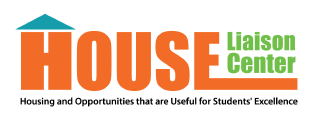 HOUSE Liaison Center
Housing and Opportunities that are Useful for Students' Excellence